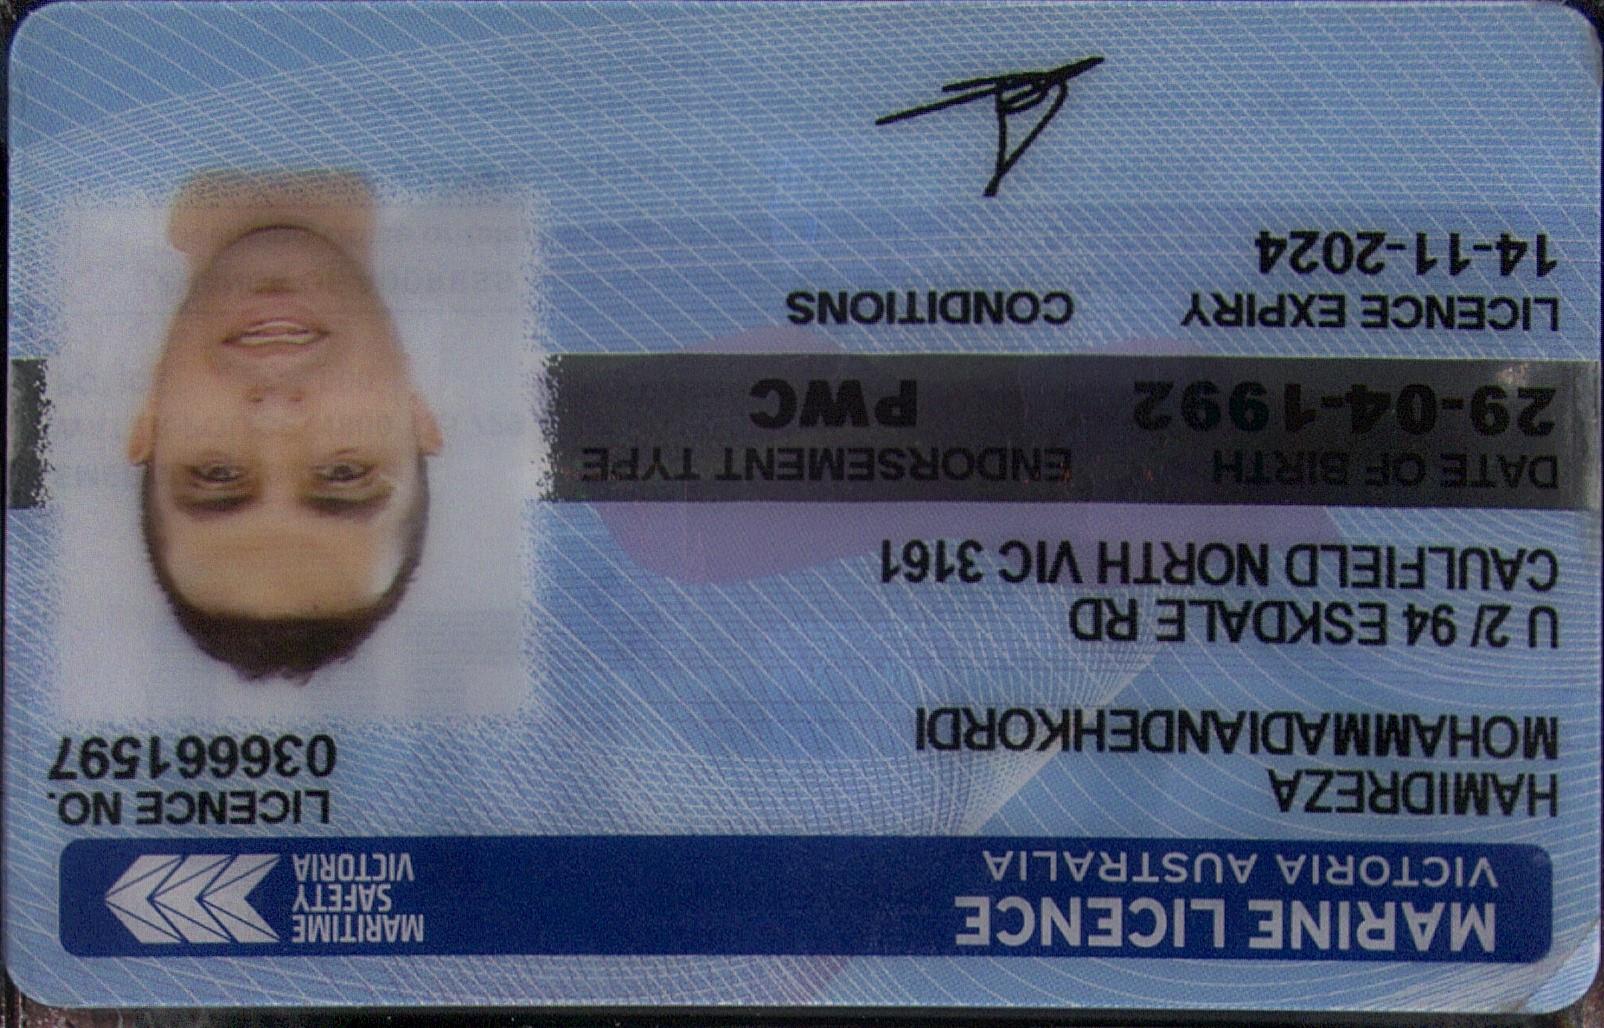 MARINE LICENCE
VICTORIA AUSTRALIA
MARITIME
SAFETY
VICTORIA
HAMIDREZA
MOHAMMADIANDEHKORDI
LICENCE NO.
036661597
U 2/ 94 ESKDALE RD
CAULFIELD NORTH VIC 3161
DATE OF BIRTH ENDORSEMENT TYPE
29-04-1992 PWC
LICENCE EXPIRY CONDITIONS
14-11-2024